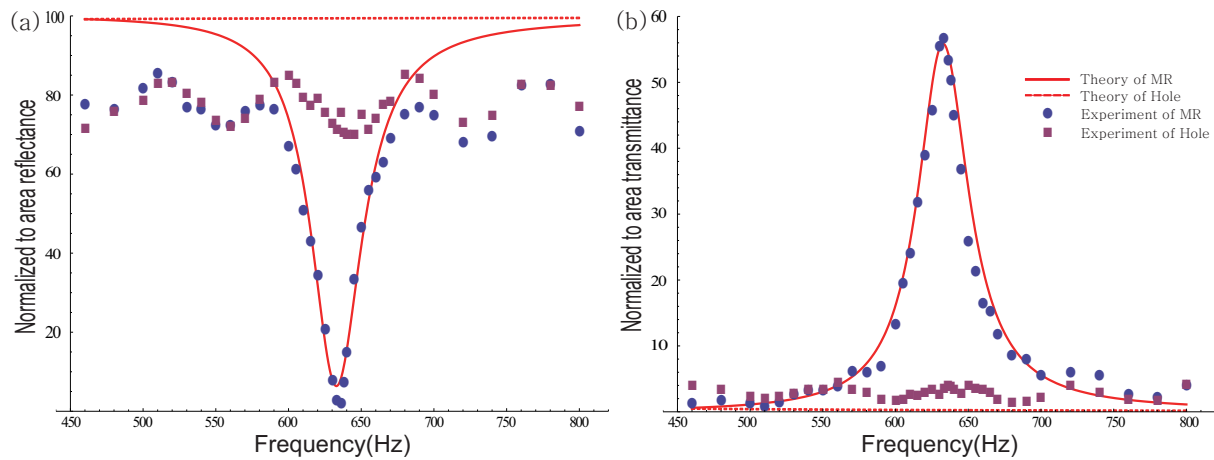 (a)
Normalized to area reflectance
100
80
60
40
20
450 500 550 600 650 700 750 800
Frequency(Hz)
(b)
Normalized to area transmittance
60
50
40
30
20
10
450 500 550 600 650 700 750 800
Frequency(Hz)
Theory of MR
Theory of Hole
Experiment of MR
Experiment of Hole